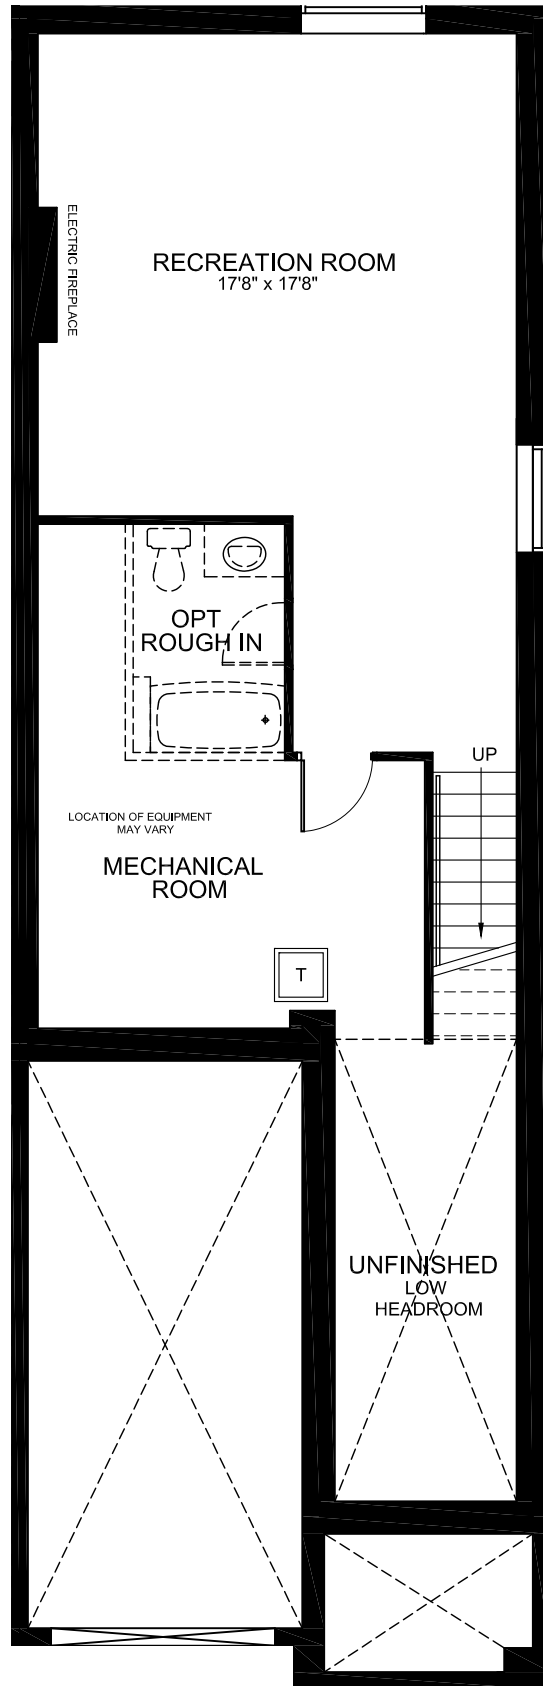 ELECTRIC FIREPLACE
RECREATION ROOM
17'8" x 17'8"
OPT
ROUGH IN
UP
LOCATION OF EQUIPMENT
MAY VARY
MECHANICAL
ROOM
T
UNFINISHED
LOW
HEADROOM